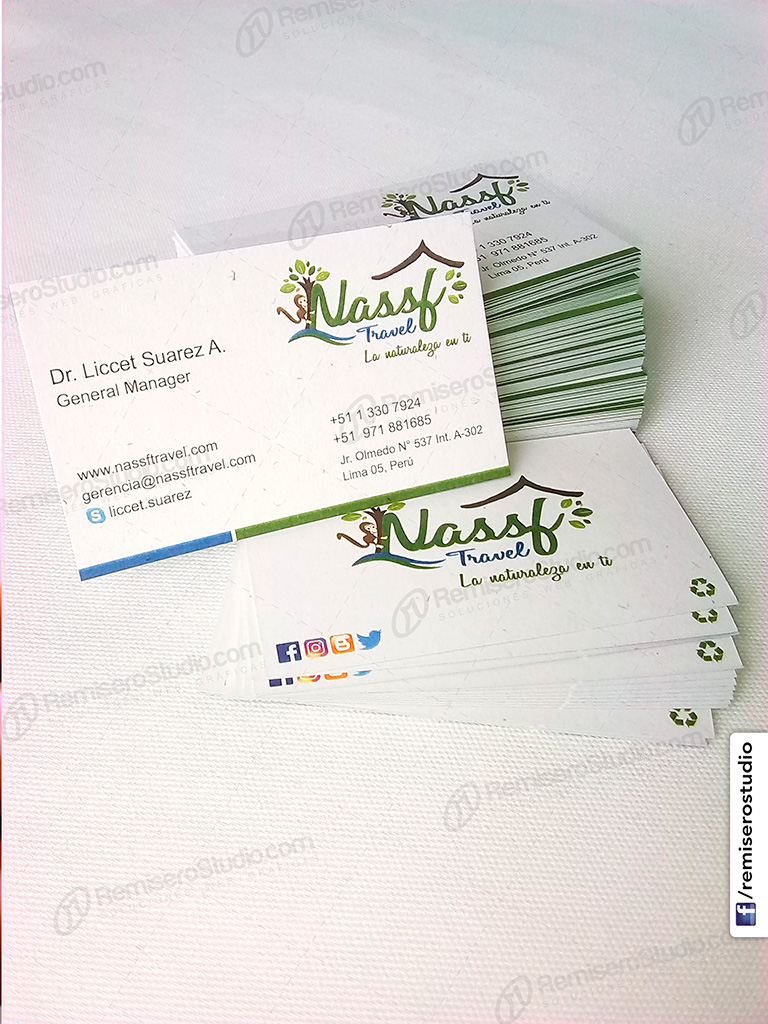 RemiseroStudio.com
SOLUCIONES WEB GRÁFICAS
Nassf
Travel
La naturaleza en ti
1 330 7924
971 881685
Jr. Olmedo N° 537 Int. A-302
Lima 05, Perú
Nassf
Travel
La naturaleza en ti
Dr. Liccet Suarez A.
General Manager
+51 1 330 7924
+51 971 881685
Jr. Olmedo N° 537 Int. A-302
Lima 05, Perú
www.nassftravel.com
gerencia@nassftravel.com
liccet.suarez
Nassf
Travel
La naturaleza en ti
f /remiserostudio